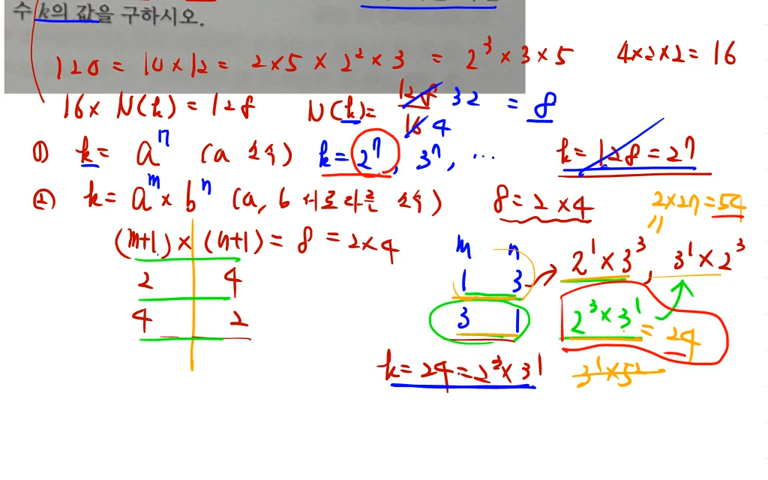 수 k의 값을 구하시오.
120 = 10×12 = 2×5 × 2²×3 = 2³×3×5 4×2×2 = 16
16× N(k) = 128 N(k)= 128/16 32 4 = 8
① k = aⁿ (a 소수) k = 2⁷, 3⁷, ⋯ k = 128 = 2⁷
② k = aᵐ × bⁿ (a, b 서로 다른 소수) 8 = 2 × 4 2×27 = 54
(m+1) × (n+1) = 8 = 2×4 m n
2 4 1 3 → 2¹×3³, 3¹×2³
4 2 3 1 2³×3¹ = 24
k = 24 = 2³×3¹ 3¹×5